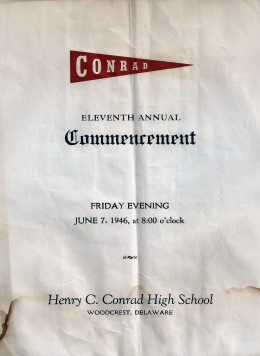 CONRAD
ELEVENTH ANNUAL
Commencement
FRIDAY EVENING
JUNE 7, 1946, at 8:00 o'clock
Henry C. Conrad High School
WOODCREST, DELAWARE